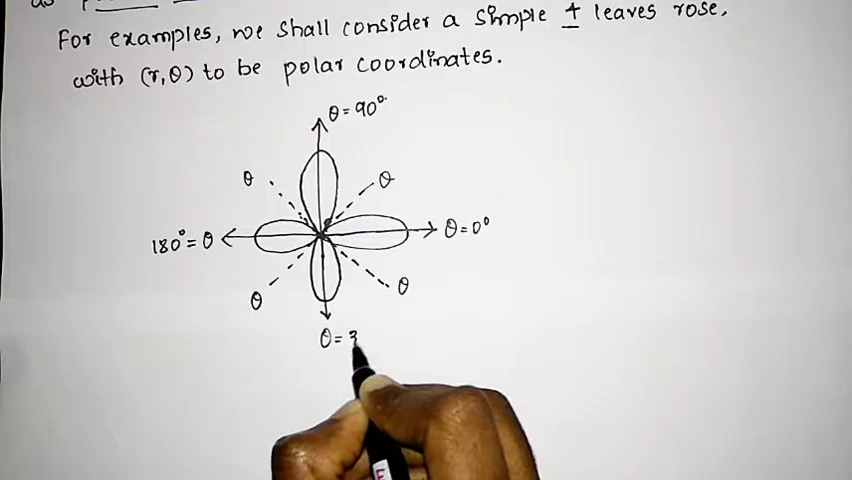 For examples, we shall consider a simple 4 leaves rose,
with (r,θ) to be polar coordinates.
θ = 90°
θ
θ
180° = θ
θ = 0°
θ
θ
θ = 3